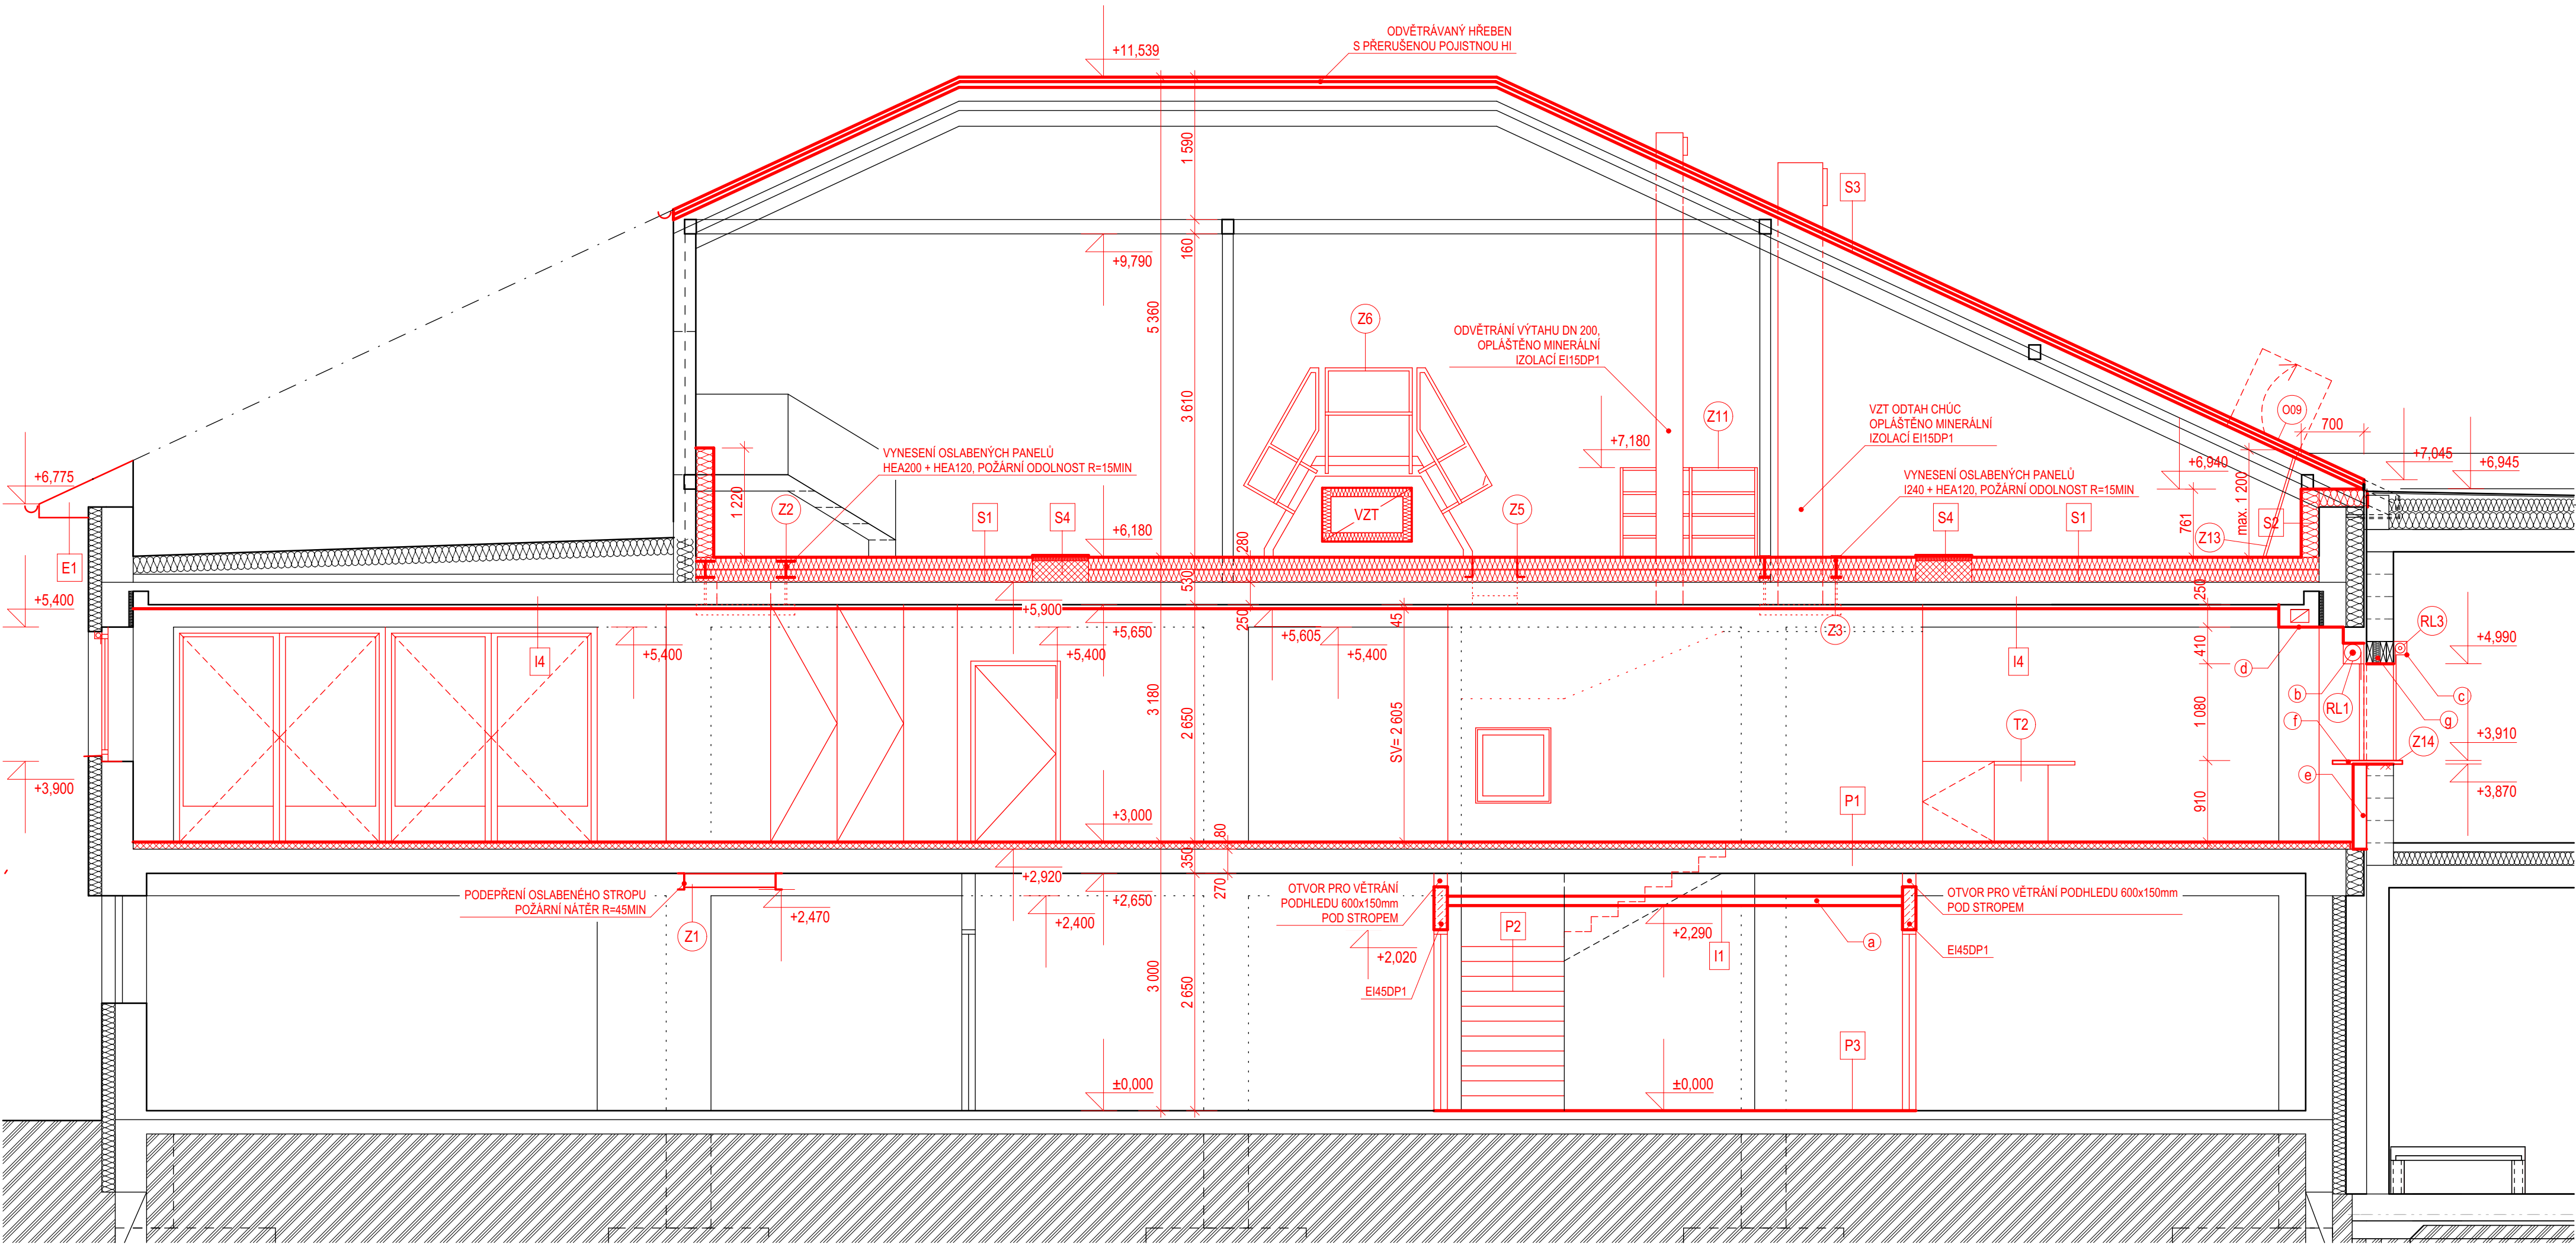 ODVĚTRÁVANÝ HŘEBEN
S PŘERUŠENOU POJISTNOU HI
+11,539
1 590
S3
160
+9,790
5 360
Z6
ODVĚTRÁNÍ VÝTAHU DN 200,
OPLÁŠTĚNO MINERÁLNÍ
IZOLACÍ EI15DP1
3 610
Z11
VZT ODTAH CHÚC
OPLÁŠTĚNO MINERÁLNÍ
IZOLACÍ EI15DP1
O09
700
+7,180
VYNESENÍ OSLABENÝCH PANELŮ
HEA200 + HEA120, POŽÁRNÍ ODOLNOST R=15MIN
VYNESENÍ OSLABENÝCH PANELŮ
I240 + HEA120, POŽÁRNÍ ODOLNOST R=15MIN
+6,940
+7,045
+6,945
+6,775
1 220
Z2
S1
S4
VZT
Z5
S4
S1
761
max. 1 200
S2
Z13
+6,180
280
E1
530
+5,400
+5,900
250
250
+5,650
+5,605
45
Z3
RL3
I4
+5,400
+5,400
+5,400
I4
410
+4,990
d
b
c
RL1
g
3 180
2 650
SV= 2 605
T2
1 080
f
+3,910
Z14
+3,900
e
+3,870
P1
910
+3,000
80
350
+2,920
270
PODEPŘENÍ OSLABENÉHO STROPU
POŽÁRNÍ NÁTĚR R=45MIN
+2,650
OTVOR PRO VĚTRÁNÍ
PODHLEDU 600x150mm
POD STROPEM
OTVOR PRO VĚTRÁNÍ PODHLEDU 600x150mm
POD STROPEM
+2,470
+2,400
Z1
P2
+2,290
a
+2,020
I1
EI45DP1
EI45DP1
3 000
2 650
P3
±0,000
±0,000